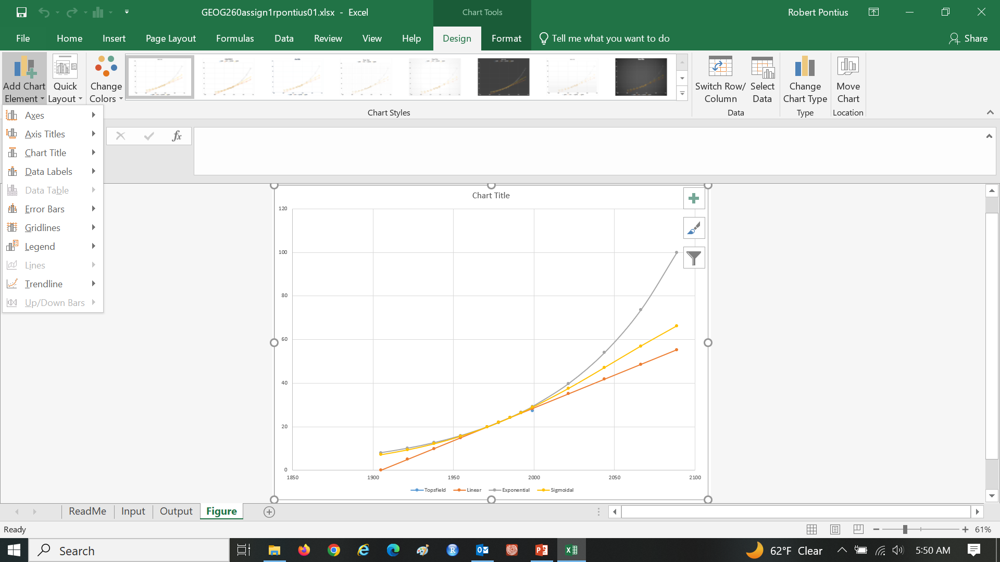 GEOG260assign1rpontius01.xlsx - Excel
Chart Tools
Robert Pontius
File Home Insert Page Layout Formulas Data Review View Help Design Format Tell me what you want to do Share
Add Chart Element
Quick Layout
Change Colors
Chart Styles
Switch Row/ Column
Select Data
Data
Change Chart Type
Type
Move Chart
Location
Axes
Axis Titles
Chart Title
Data Labels
Data Table
Error Bars
Gridlines
Legend
Lines
Trendline
Up/Down Bars
fx
Chart Title
120
100
80
60
40
20
0
1850 1900 1950 2000 2050 2100
Topsfield Linear Exponential Sigmoidal
ReadMe Input Output Figure
Ready
61%
Search
62°F Clear
5:50 AM